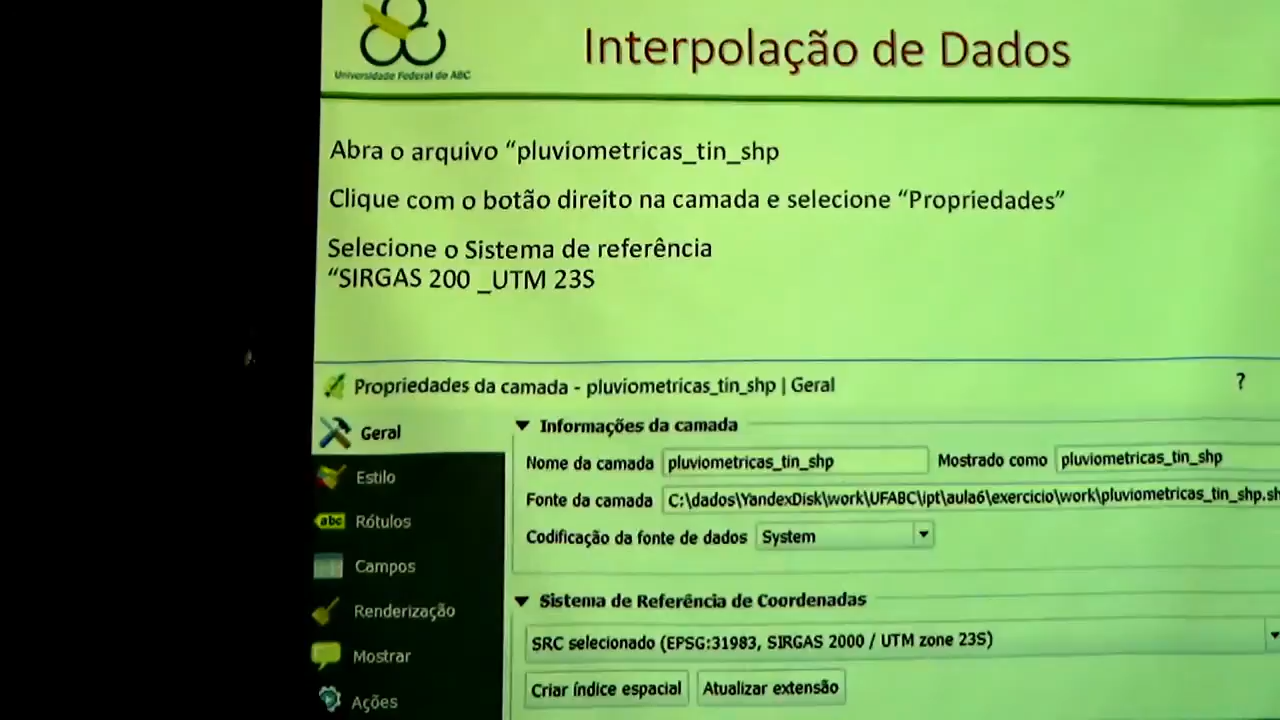 Universidade Federal do ABC
Interpolação de Dados
Abra o arquivo “pluviometricas_tin_shp
Clique com o botão direito na camada e selecione “Propriedades”
Selecione o Sistema de referência
“SIRGAS 200 _UTM 23S
Propriedades da camada - pluviometricas_tin_shp | Geral ?
Geral
Informações da camada
Nome da camada pluviometricas_tin_shp Mostrado como pluviometricas_tin_shp
Estilo
Fonte da camada C:\dados\YandexDisk\work\UFABC\ipt\aula6\exercicio\work\pluviometricas_tin_shp.sh
abc Rótulos
Codificação da fonte de dados System
Campos
Sistema de Referência de Coordenadas
Renderização
SRC selecionado (EPSG:31983, SIRGAS 2000 / UTM zone 23S)
Mostrar
Criar índice espacial Atualizar extensão
Ações